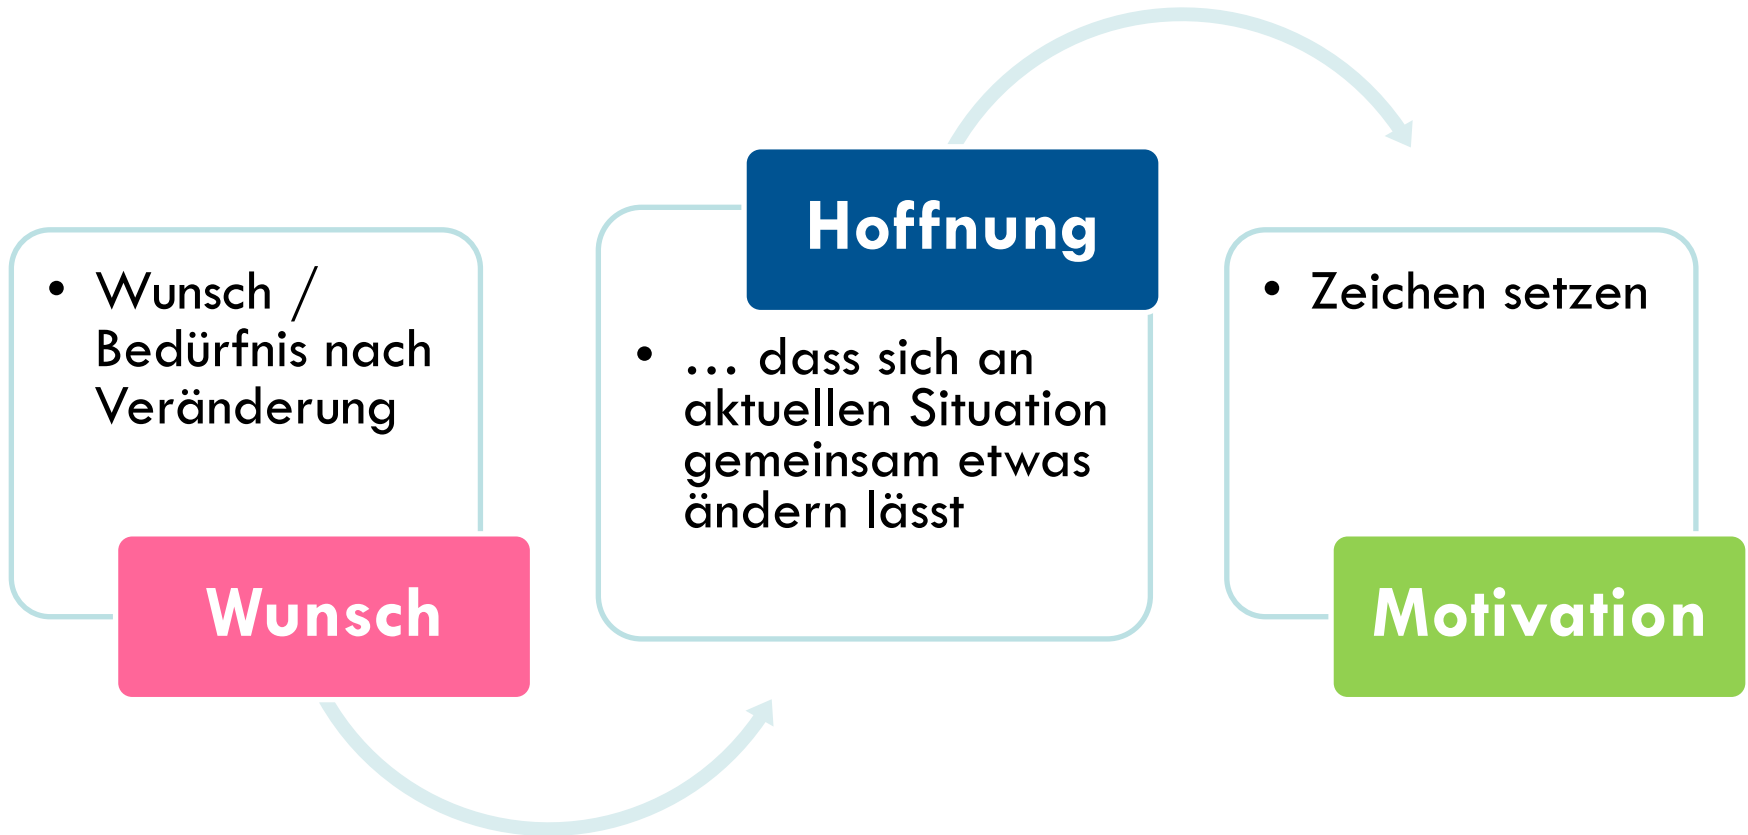 • Wunsch /
Bedürfnis nach
Veränderung
Wunsch
Hoffnung
• ... dass sich an
aktuellen Situation
gemeinsam etwas
ändern lässt
• Zeichen setzen
Motivation